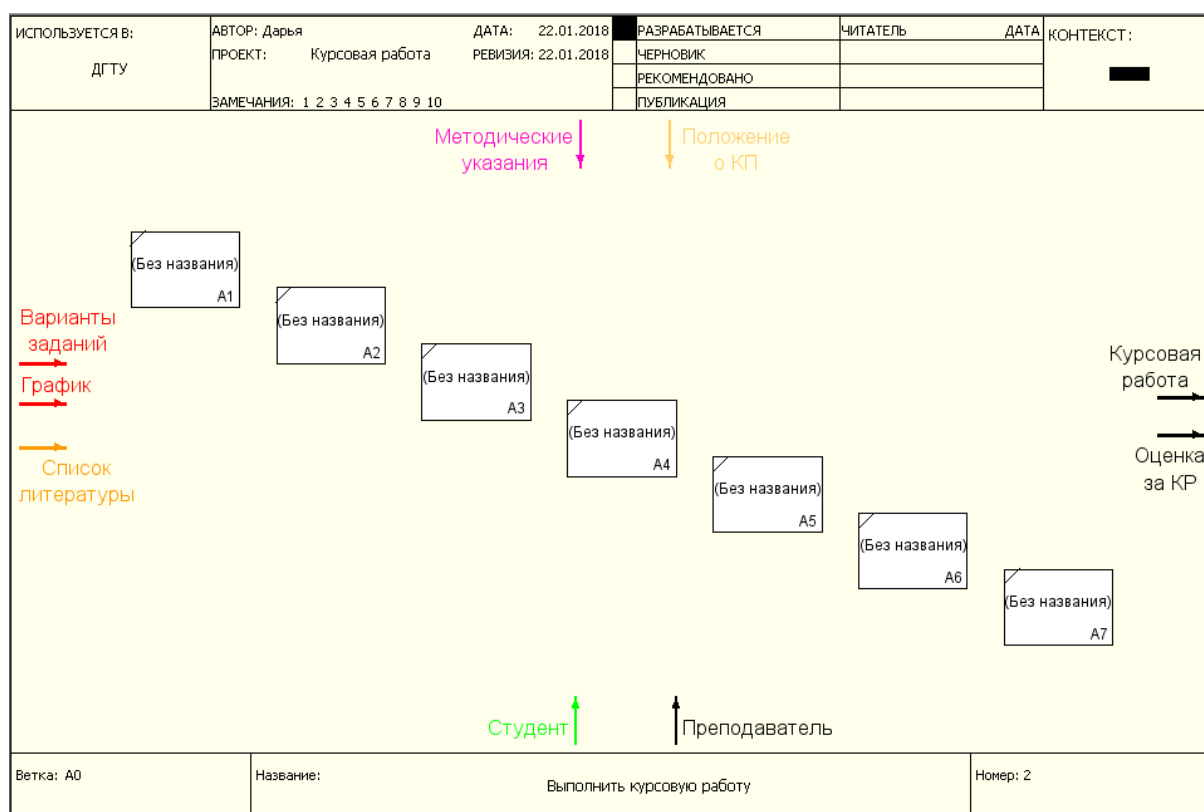 ИСПОЛЬЗУЕТСЯ В:
ДГТУ
АВТОР: Дарья
ДАТА: 22.01.2018
ПРОЕКТ: Курсовая работа
РЕВИЗИЯ: 22.01.2018
ЗАМЕЧАНИЯ: 1 2 3 4 5 6 7 8 9 10
РАЗРАБАТЫВАЕТСЯ
ЧЕРНОВИК
РЕКОМЕНДОВАНО
ПУБЛИКАЦИЯ
ЧИТАТЕЛЬ ДАТА
КОНТЕКСТ:
Методические
указания
Положение
о КП
(Без названия)
A1
(Без названия)
A2
(Без названия)
A3
(Без названия)
A4
(Без названия)
A5
(Без названия)
A6
(Без названия)
A7
Варианты
заданий
График
Список
литературы
Курсовая
работа
Оценка
за КР
Студент
Преподаватель
Ветка: A0
Название:
Выполнить курсовую работу
Номер: 2